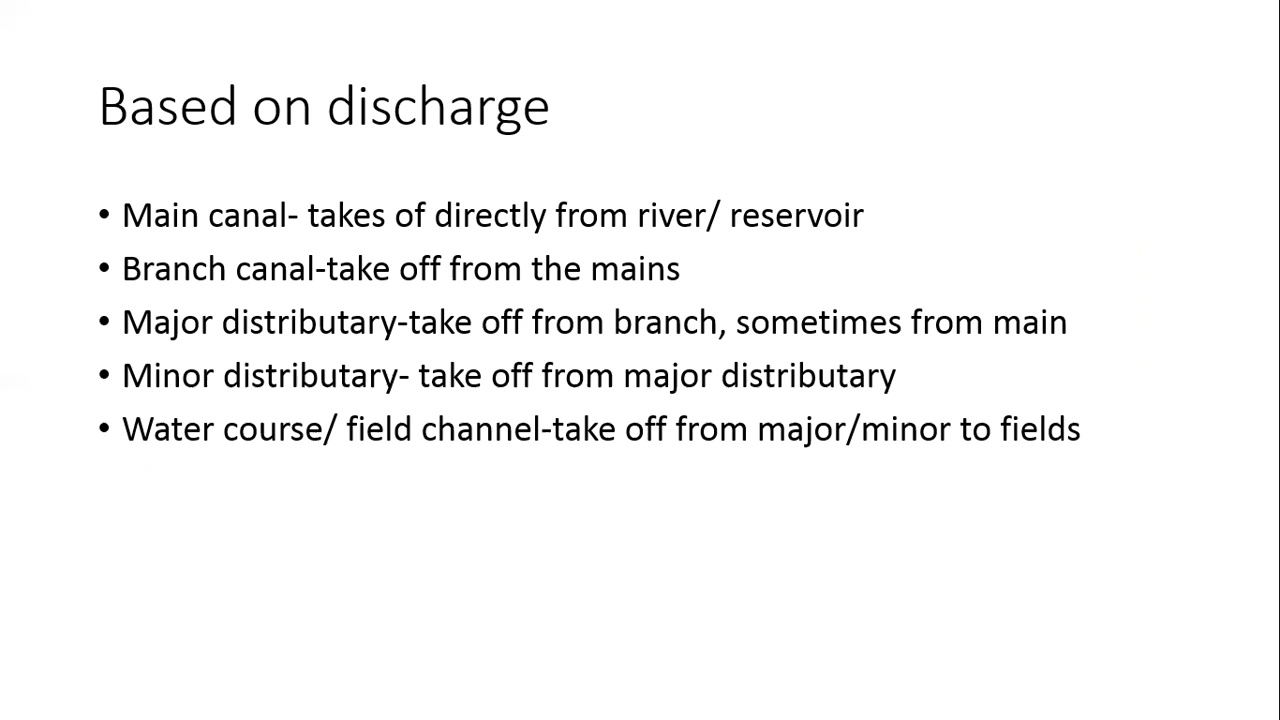 Based on discharge
• Main canal- takes of directly from river/ reservoir
• Branch canal-take off from the mains
• Major distributary-take off from branch, sometimes from main
• Minor distributary- take off from major distributary
• Water course/ field channel-take off from major/minor to fields